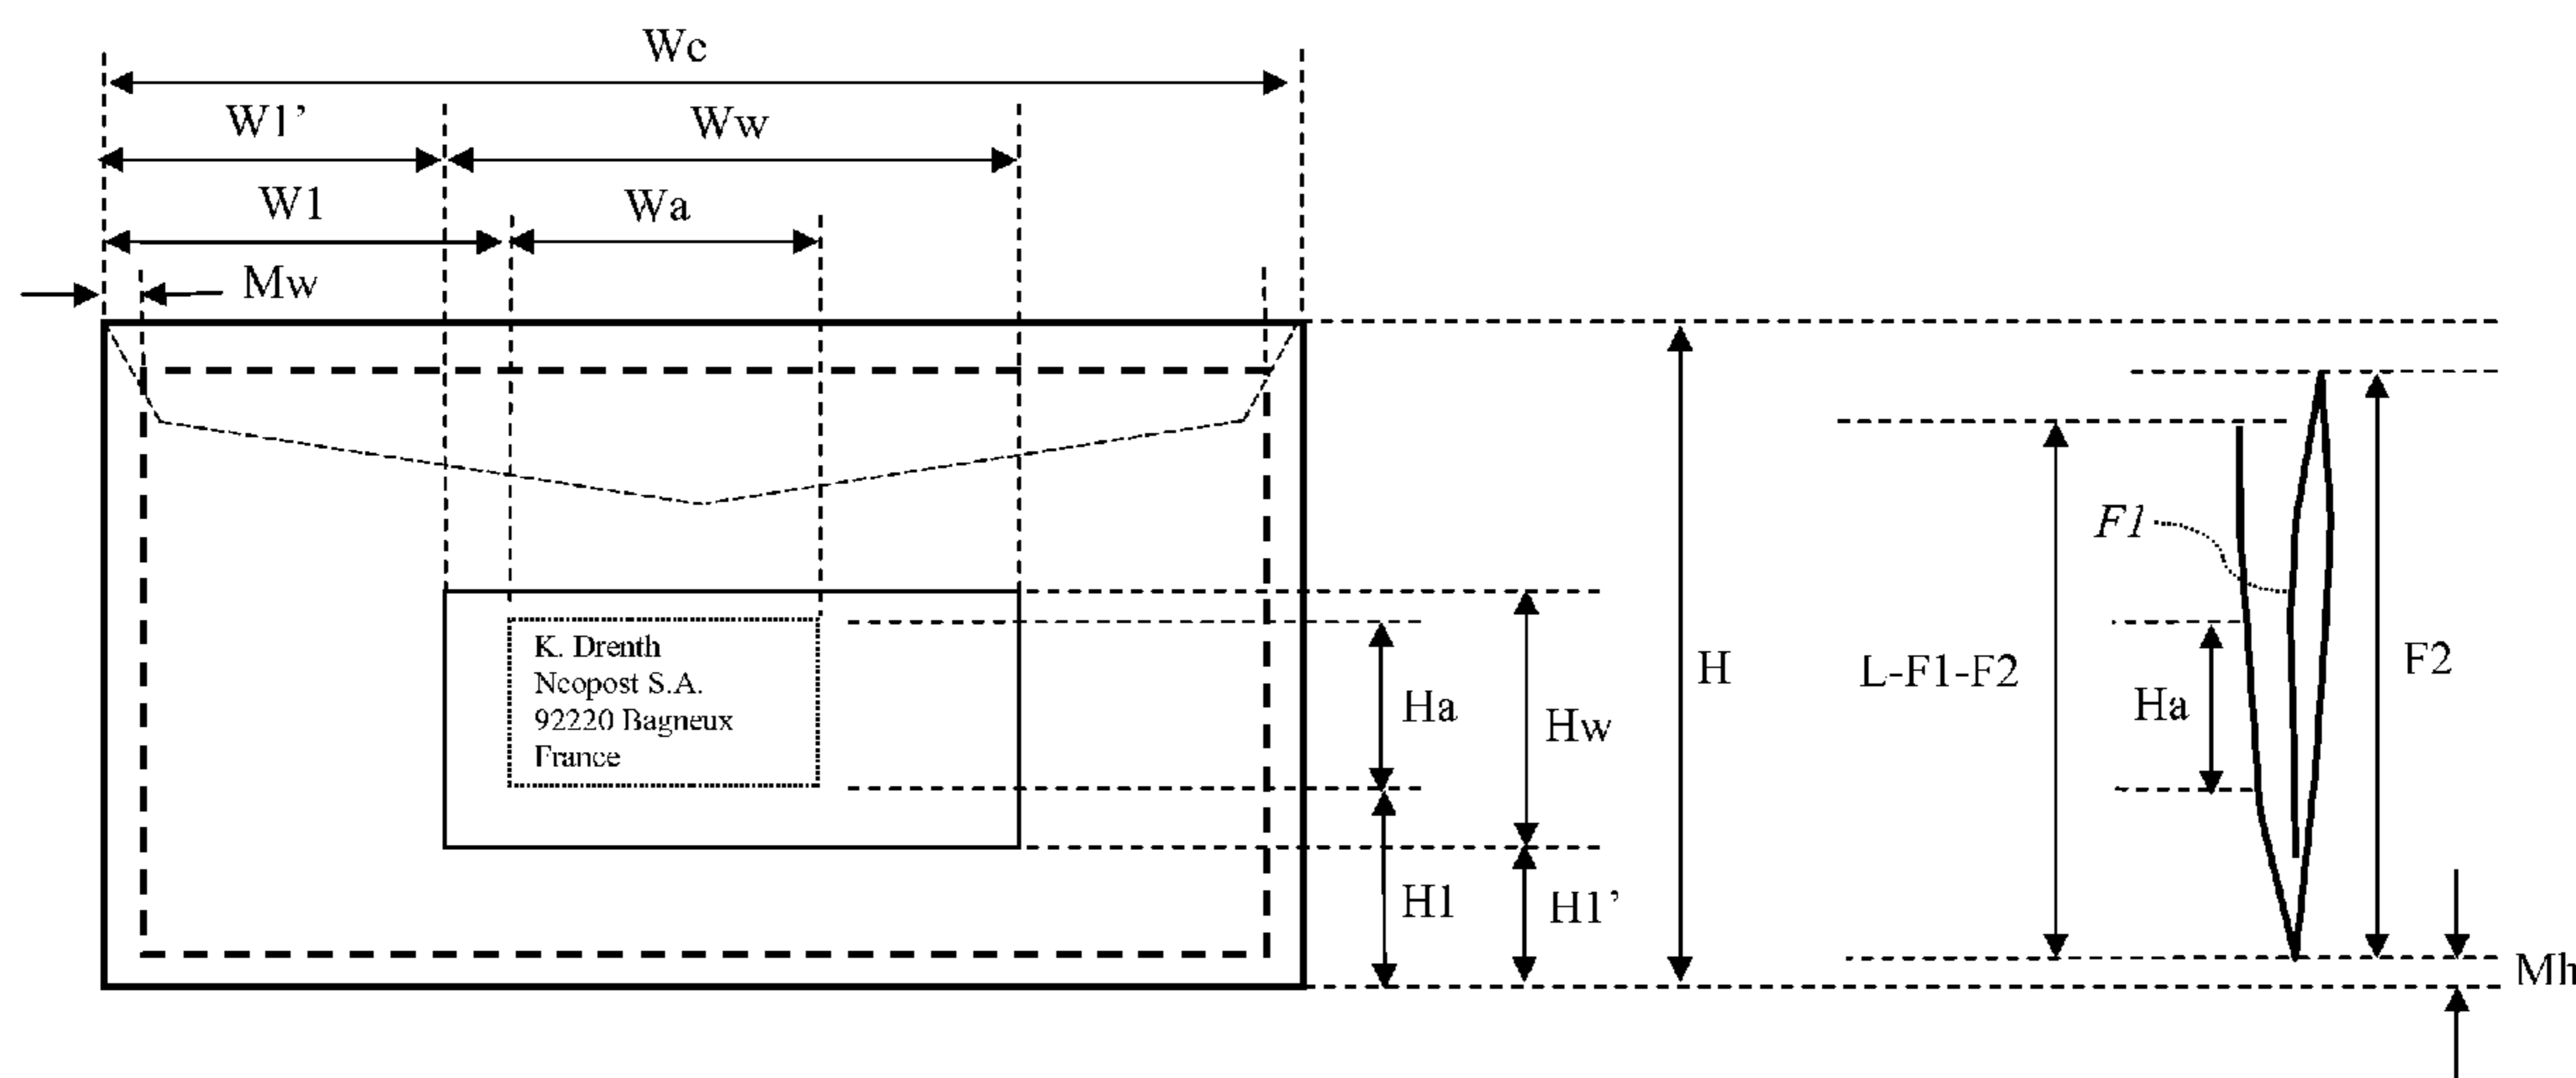 Wc
W1’
Ww
W1
Wa
Mw
K. Drenth
Neopost S.A.
92220 Bagneux
France
Ha
Hw
H
H1
H1’
L-F1-F2
F1
Ha
F2
Mh